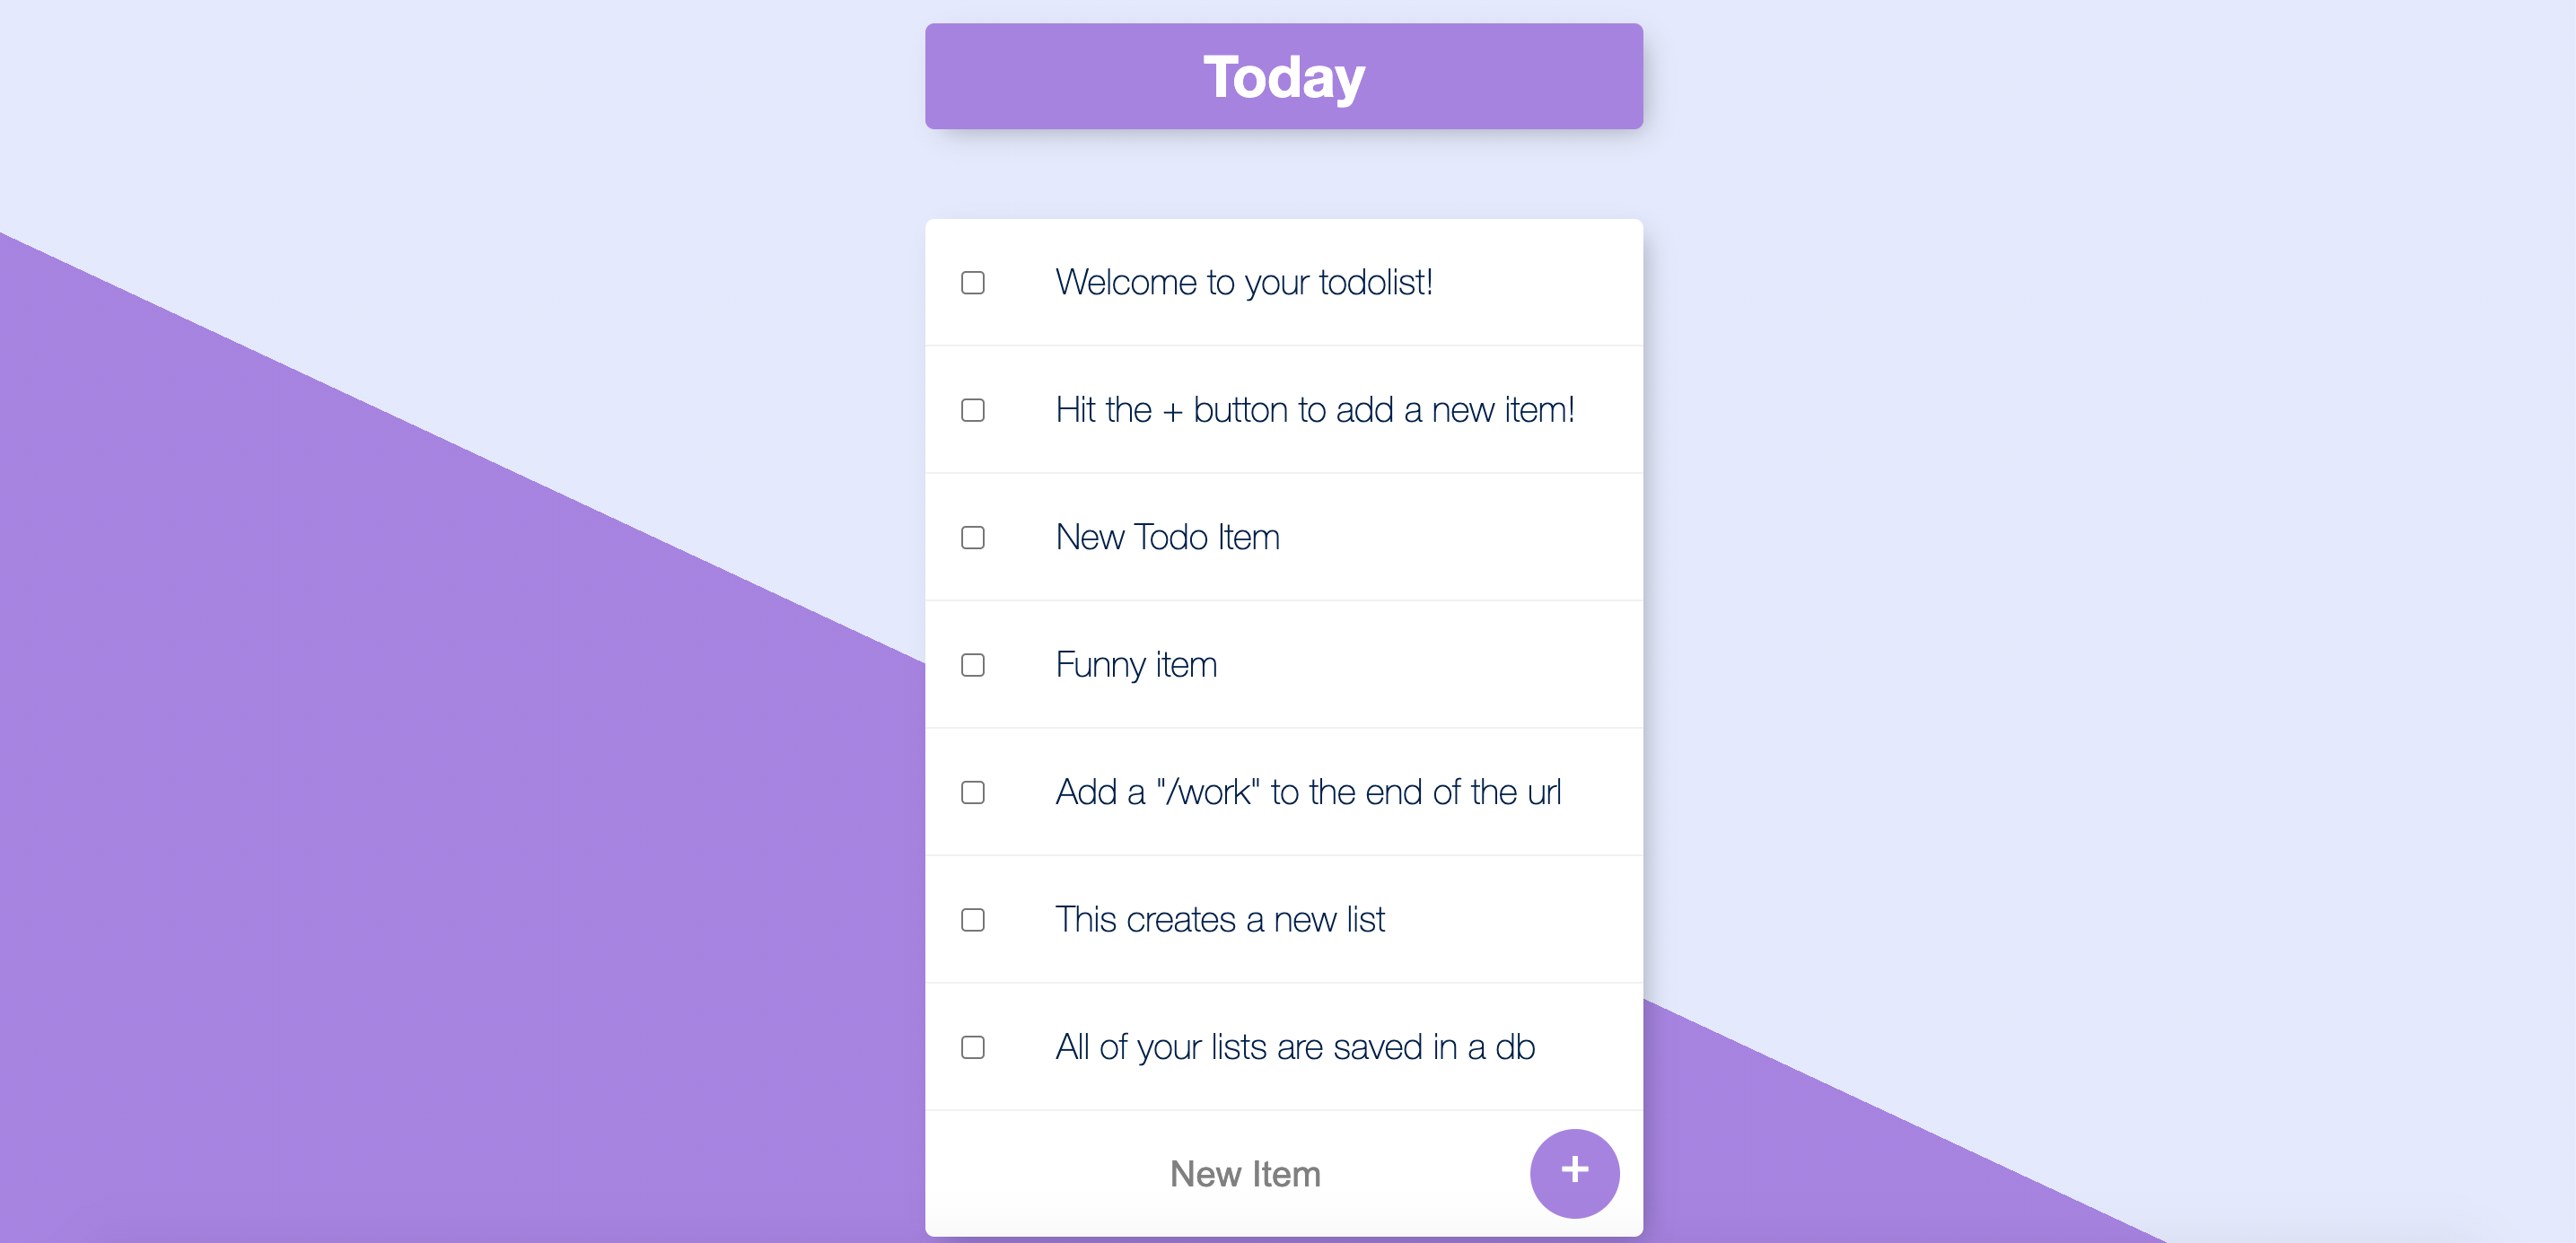 Today
Welcome to your todolist!
Hit the + button to add a new item!
New Todo Item
Funny item
Add a "/work" to the end of the url
This creates a new list
All of your lists are saved in a db
New Item
+